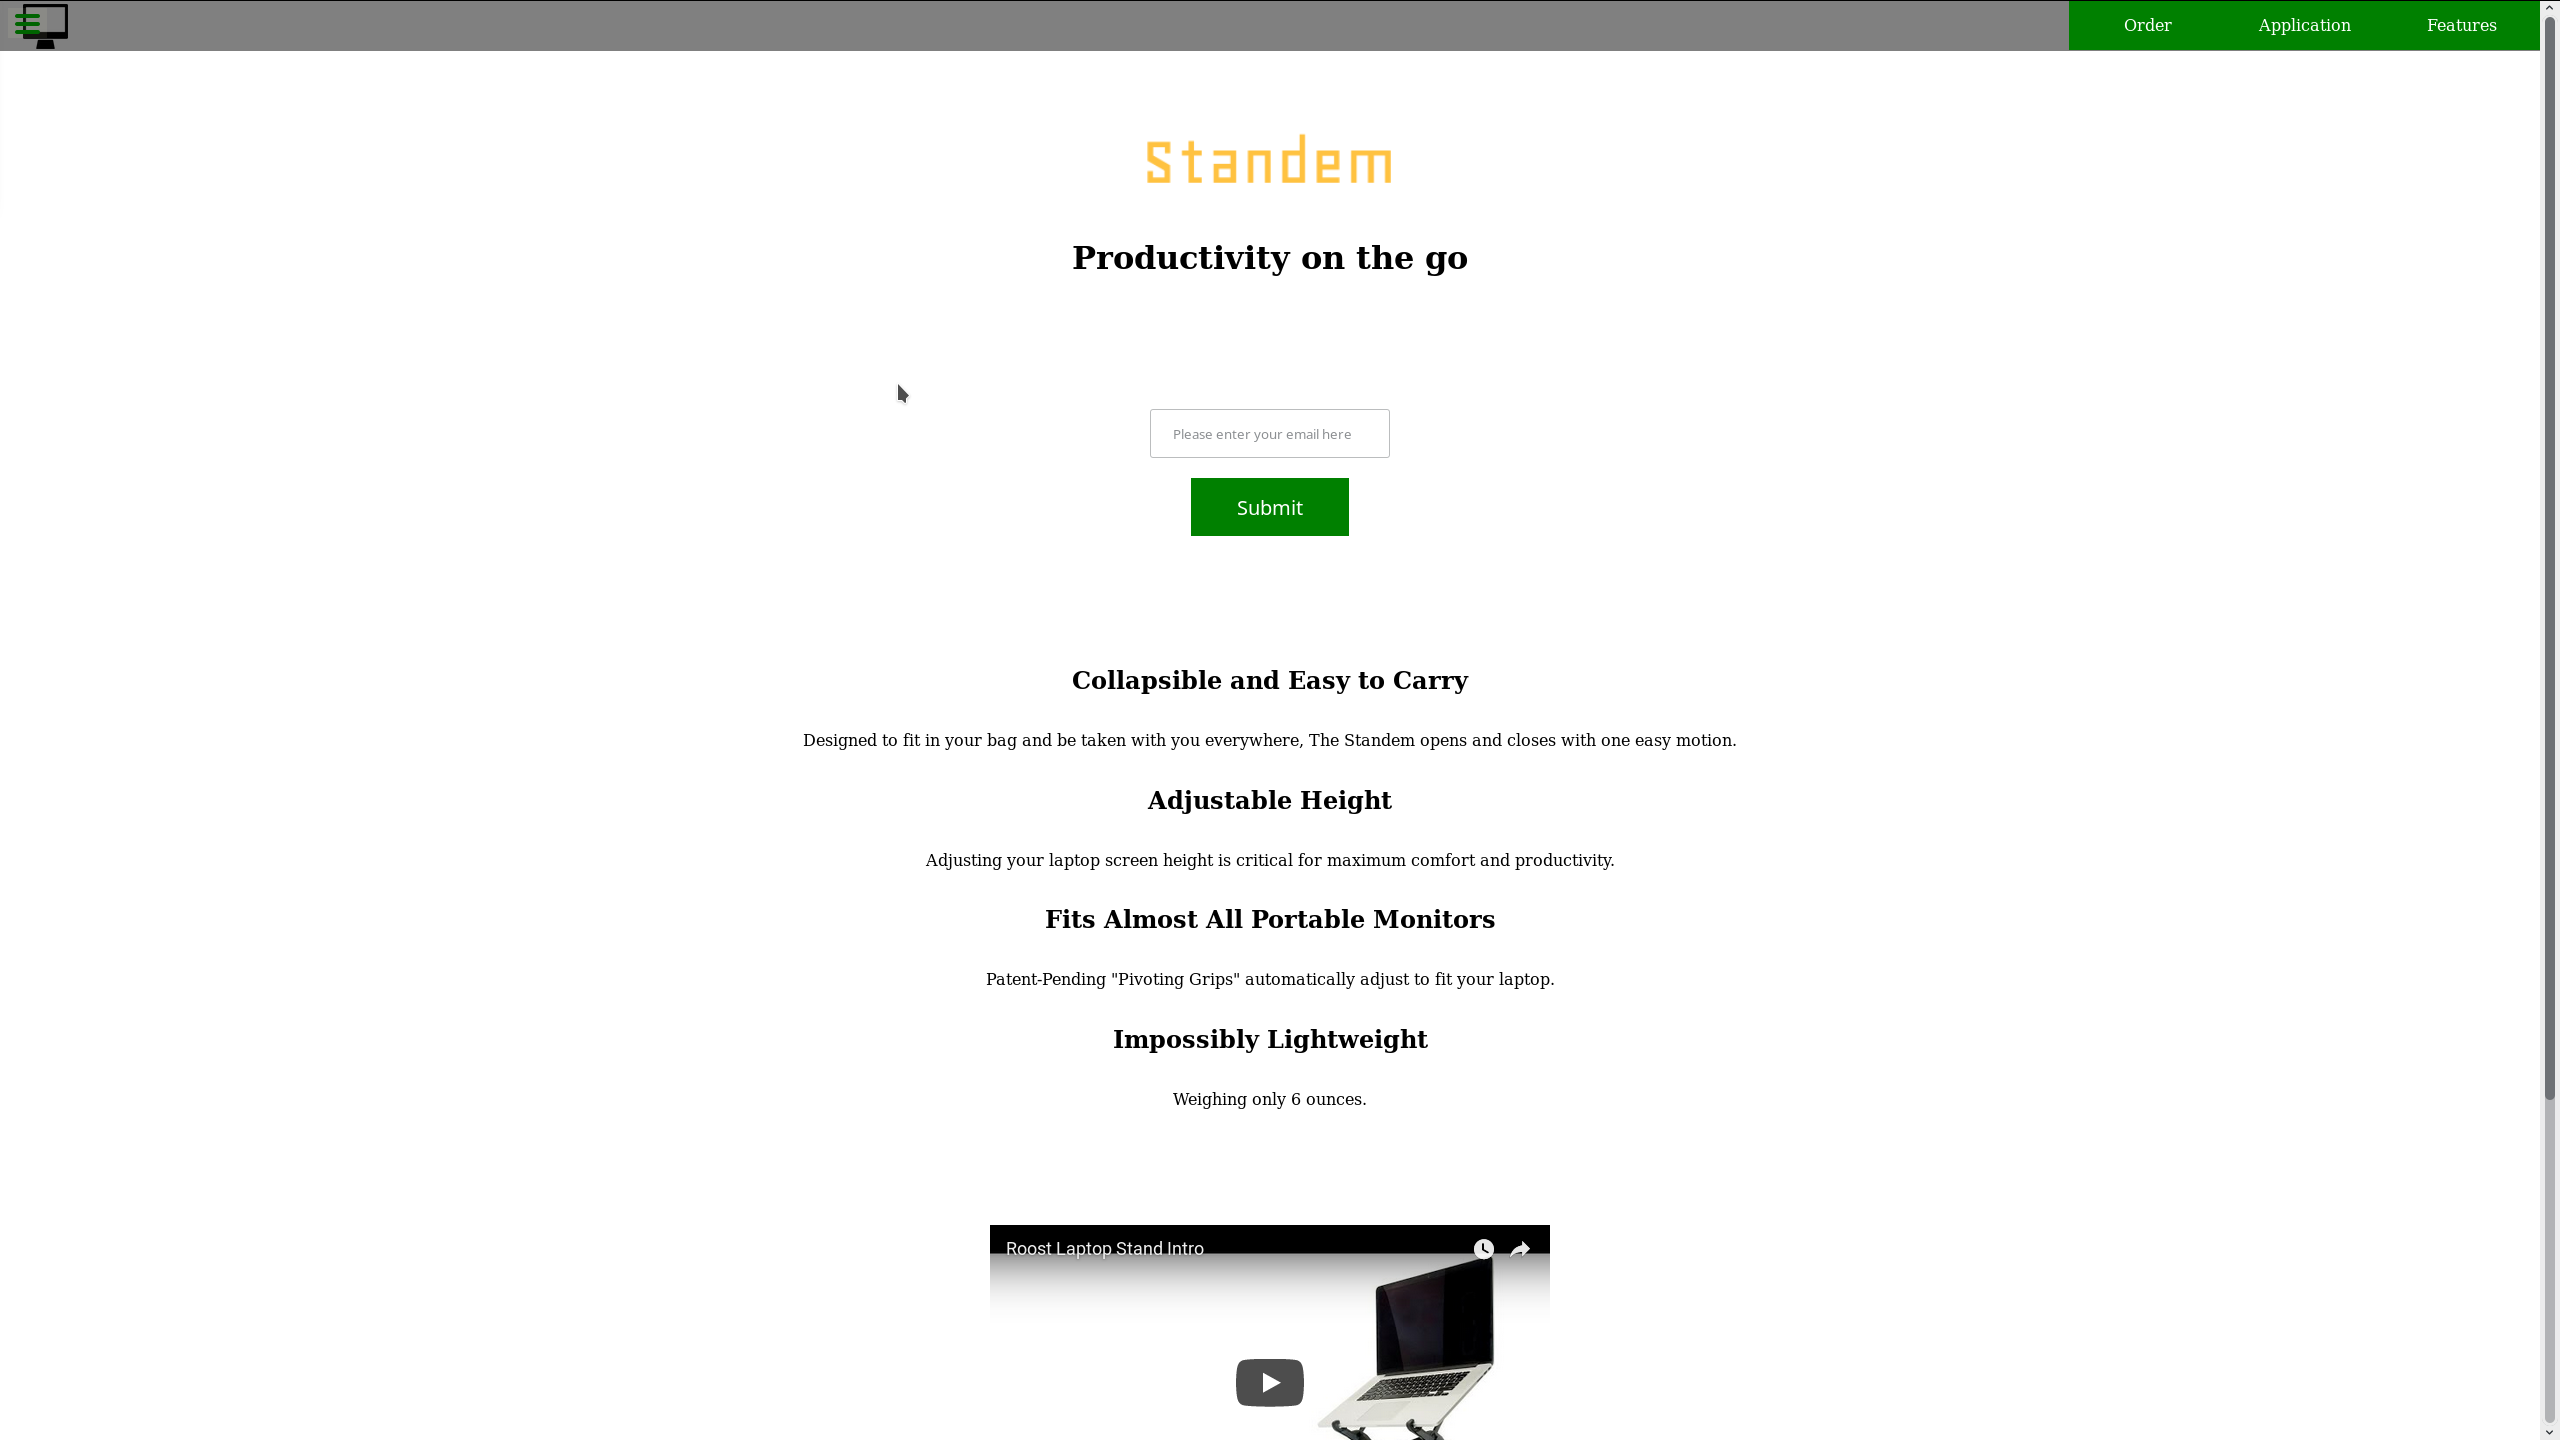 Order
Application
Features
Standem
Productivity on the go
Please enter your email here
Submit
Collapsible and Easy to Carry
Designed to fit in your bag and be taken with you everywhere, The Standem opens and closes with one easy motion.
Adjustable Height
Adjusting your laptop screen height is critical for maximum comfort and productivity.
Fits Almost All Portable Monitors
Patent-Pending "Pivoting Grips" automatically adjust to fit your laptop.
Impossibly Lightweight
Weighing only 6 ounces.
Roost Laptop Stand Intro